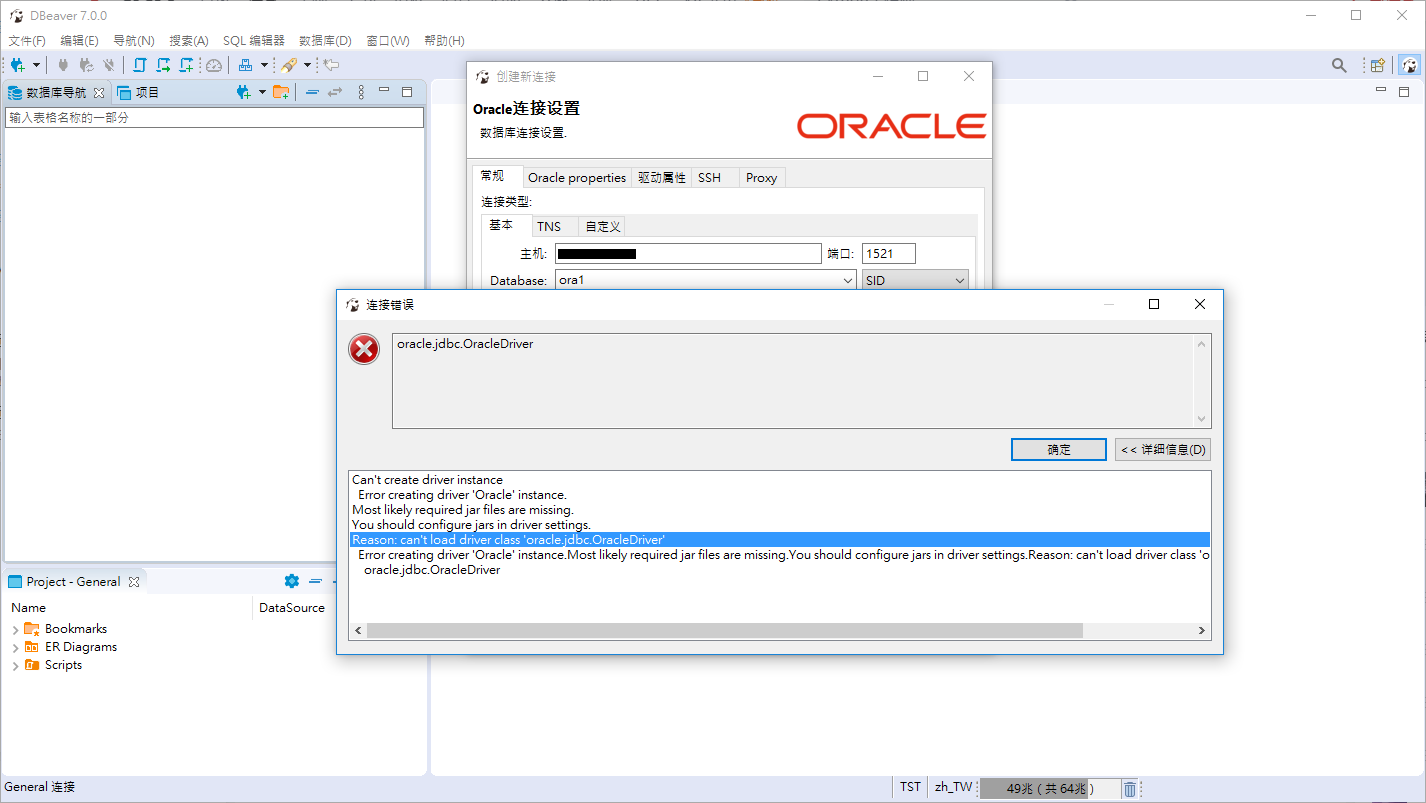 DBeaver 7.0.0
文件(F) 编辑(E) 导航(N) 搜索(A) SQL 编辑器 数据库(D) 窗口(W) 帮助(H)
数据库导航 项目
输入表格名称的一部分
创建新连接
Oracle连接设置
数据库连接设置.
ORACLE
常规 Oracle properties 驱动属性 SSH Proxy
连接类型:
基本 TNS 自定义
主机: 端口: 1521
Database: ora1 SID
连接错误
oracle.jdbc.OracleDriver
确定 << 详细信息(D)
Can't create driver instance
Error creating driver 'Oracle' instance.
Most likely required jar files are missing.
You should configure jars in driver settings.
Reason: can't load driver class 'oracle.jdbc.OracleDriver'
Error creating driver 'Oracle' instance.Most likely required jar files are missing.You should configure jars in driver settings.Reason: can't load driver class 'o
oracle.jdbc.OracleDriver
Project - General
Name DataSource
Bookmarks
ER Diagrams
Scripts
General 连接 TST zh_TW 49兆 ( 共 64兆 )